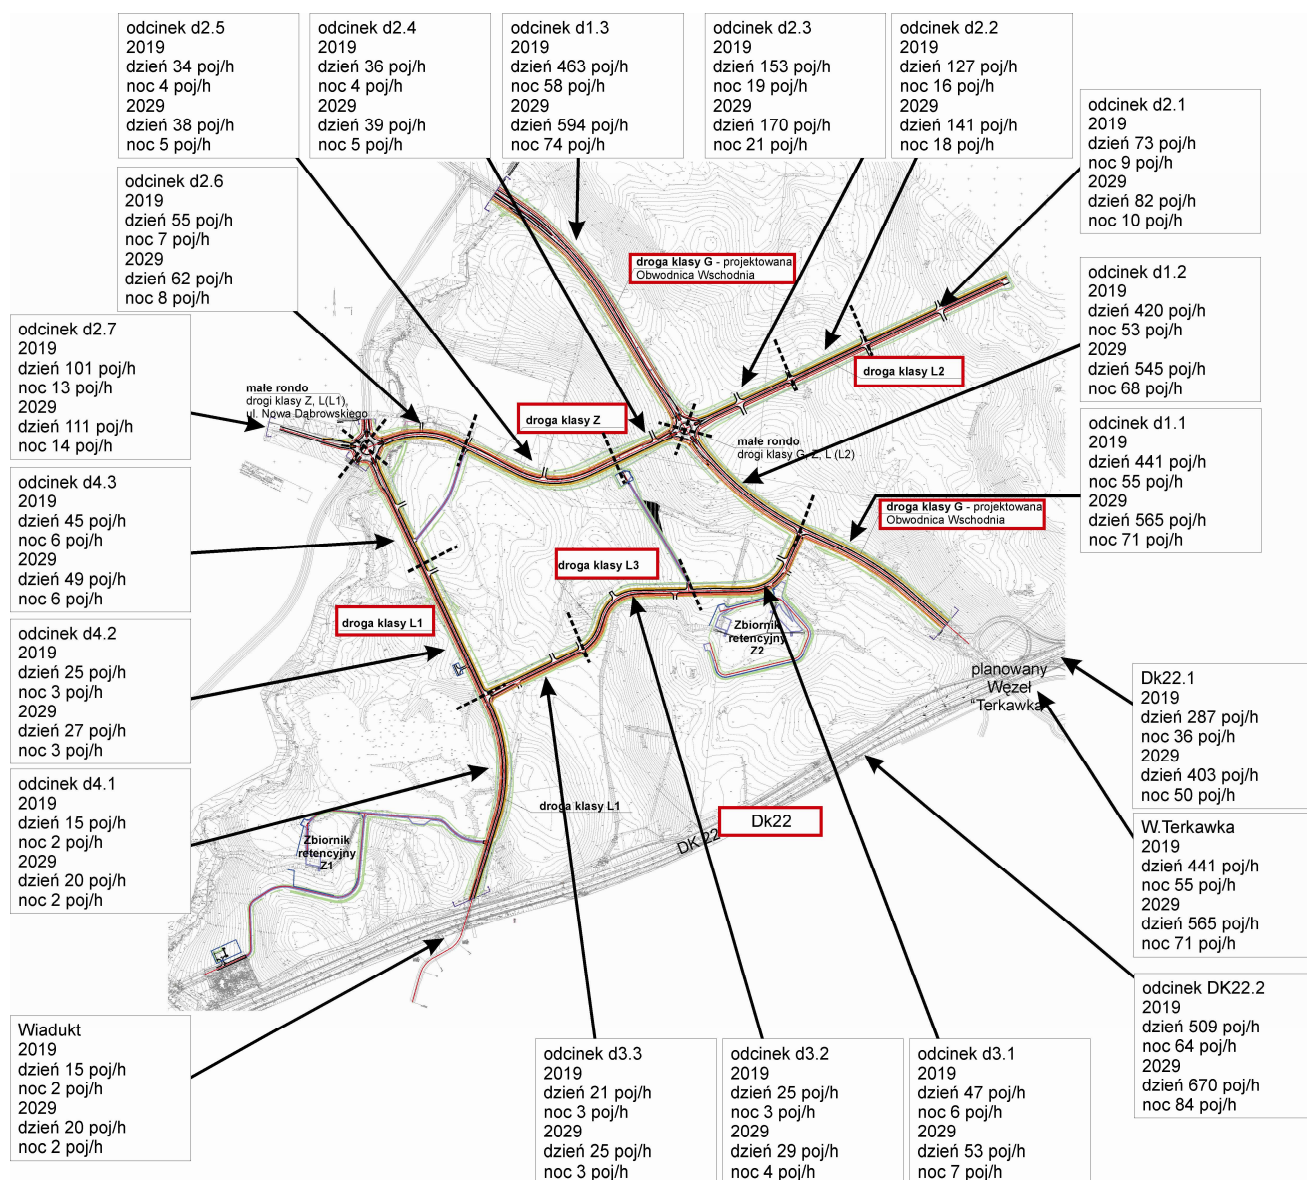 odcinek d2.5
2019
dzień 34 poj/h
noc 4 poj/h
2029
dzień 38 poj/h
noc 5 poj/h
odcinek d2.4
2019
dzień 36 poj/h
noc 4 poj/h
2029
dzień 39 poj/h
noc 5 poj/h
odcinek d1.3
2019
dzień 463 poj/h
noc 58 poj/h
2029
dzień 594 poj/h
noc 74 poj/h
odcinek d2.3
2019
dzień 153 poj/h
noc 19 poj/h
2029
dzień 170 poj/h
noc 21 poj/h
odcinek d2.2
2019
dzień 127 poj/h
noc 16 poj/h
2029
dzień 141 poj/h
noc 18 poj/h
odcinek d2.1
2019
dzień 73 poj/h
noc 9 poj/h
2029
dzień 82 poj/h
noc 10 poj/h
odcinek d2.6
2019
dzień 55 poj/h
noc 7 poj/h
2029
dzień 62 poj/h
noc 8 poj/h
droga klasy G - projektowana
Obwodnica Wschodnia
odcinek d1.2
2019
dzień 420 poj/h
noc 53 poj/h
2029
dzień 545 poj/h
noc 68 poj/h
odcinek d2.7
2019
dzień 101 poj/h
noc 13 poj/h
2029
dzień 111 poj/h
noc 14 poj/h
małe rondo
drogi klasy Z, L(L1),
ul. Nowa Dąbrowskiego
droga klasy L2
droga klasy Z
małe rondo
drogi klasy G, Z, L (L2)
odcinek d1.1
2019
dzień 441 poj/h
noc 55 poj/h
2029
dzień 565 poj/h
noc 71 poj/h
odcinek d4.3
2019
dzień 45 poj/h
noc 6 poj/h
2029
dzień 49 poj/h
noc 6 poj/h
droga klasy G - projektowana
Obwodnica Wschodnia
droga klasy L3
droga klasy L1
Zbiornik
retencyjny
Z2
odcinek d4.2
2019
dzień 25 poj/h
noc 3 poj/h
2029
dzień 27 poj/h
noc 3 poj/h
planowany
Węzeł
"Terkawka"
Dk22.1
2019
dzień 287 poj/h
noc 36 poj/h
2029
dzień 403 poj/h
noc 50 poj/h
odcinek d4.1
2019
dzień 15 poj/h
noc 2 poj/h
2029
dzień 20 poj/h
noc 2 poj/h
droga klasy L1
Dk22
DK 22
Zbiornik
retencyjny
Z1
W.Terkawka
2019
dzień 441 poj/h
noc 55 poj/h
2029
dzień 565 poj/h
noc 71 poj/h
odcinek DK22.2
2019
dzień 509 poj/h
noc 64 poj/h
2029
dzień 670 poj/h
noc 84 poj/h
Wiadukt
2019
dzień 15 poj/h
noc 2 poj/h
2029
dzień 20 poj/h
noc 2 poj/h
odcinek d3.3
2019
dzień 21 poj/h
noc 3 poj/h
2029
dzień 25 poj/h
noc 3 poj/h
odcinek d3.2
2019
dzień 25 poj/h
noc 3 poj/h
2029
dzień 29 poj/h
noc 4 poj/h
odcinek d3.1
2019
dzień 47 poj/h
noc 6 poj/h
2029
dzień 53 poj/h
noc 7 poj/h